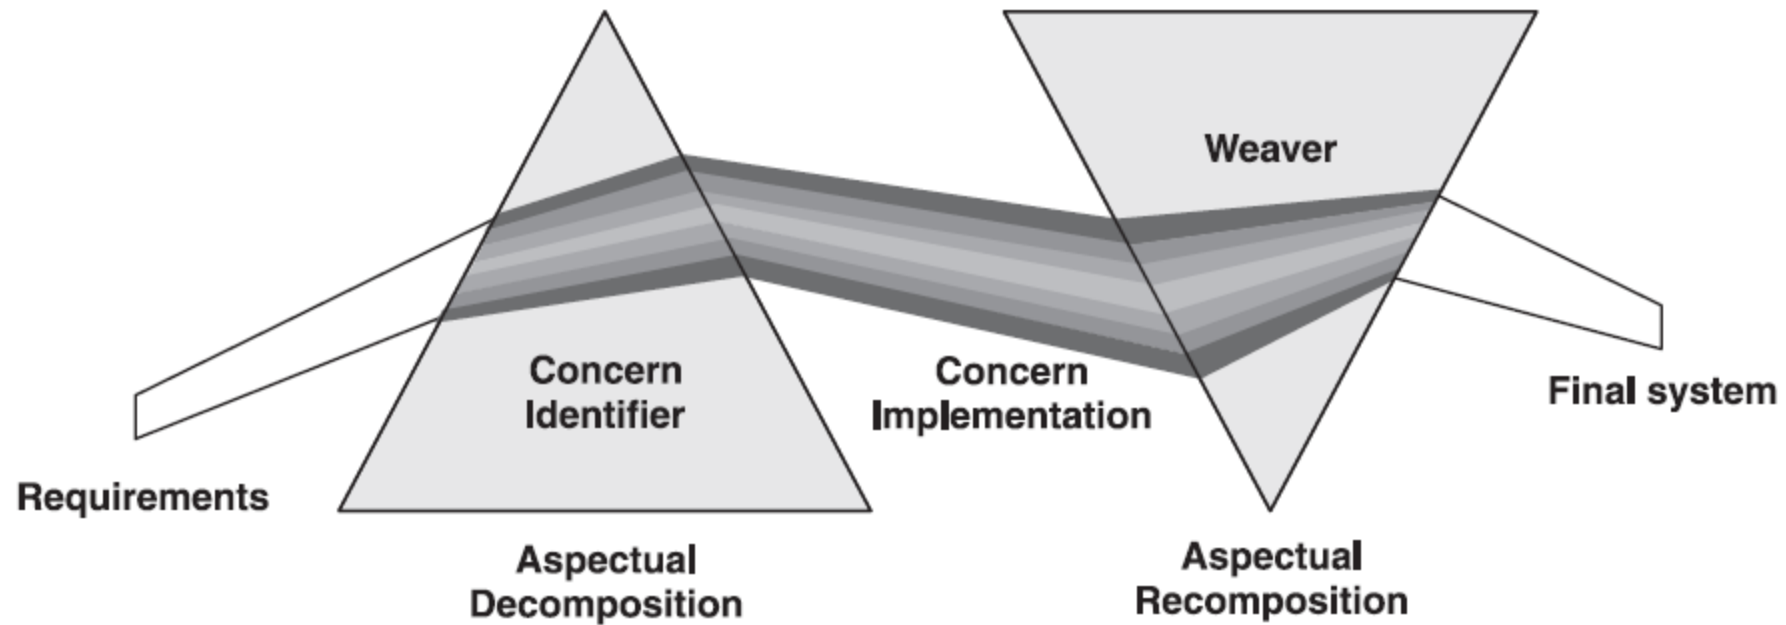 Weaver
Concern
Identifier
Concern
Implementation
Final system
Requirements
Aspectual
Decomposition
Aspectual
Recomposition